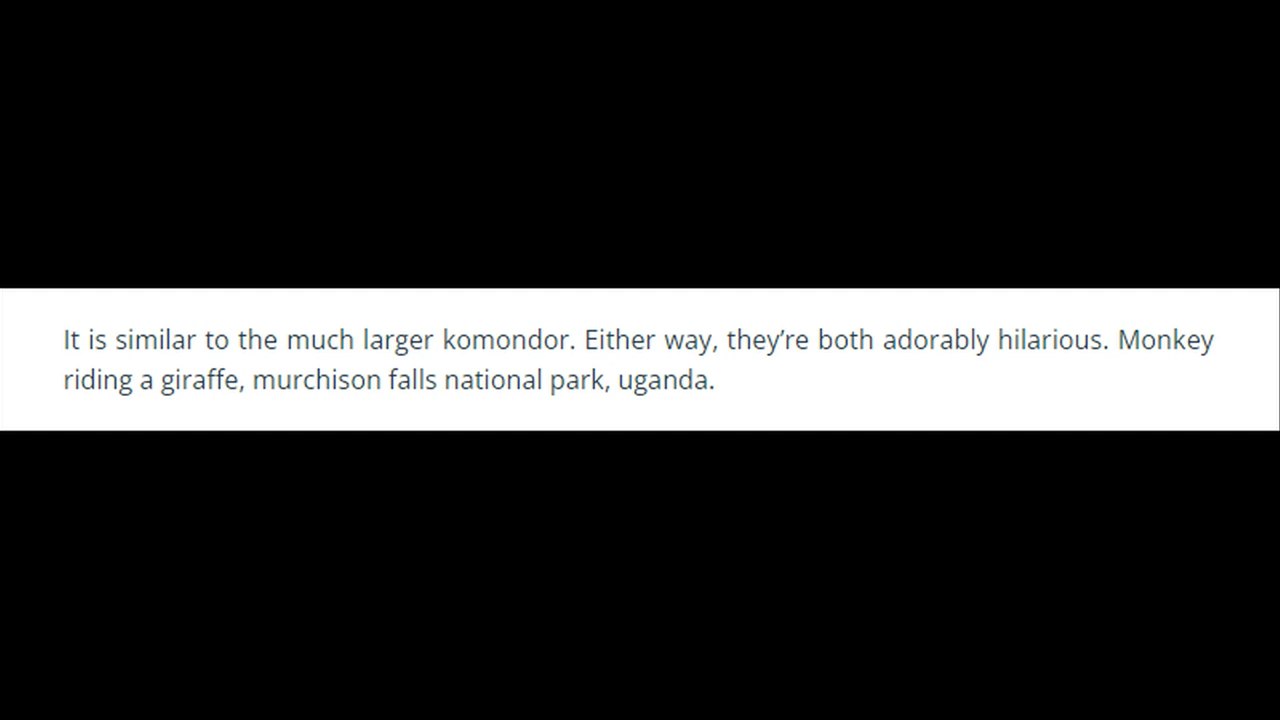 It is similar to the much larger komondor. Either way, they’re both adorably hilarious. Monkey
riding a giraffe, murchison falls national park, uganda.